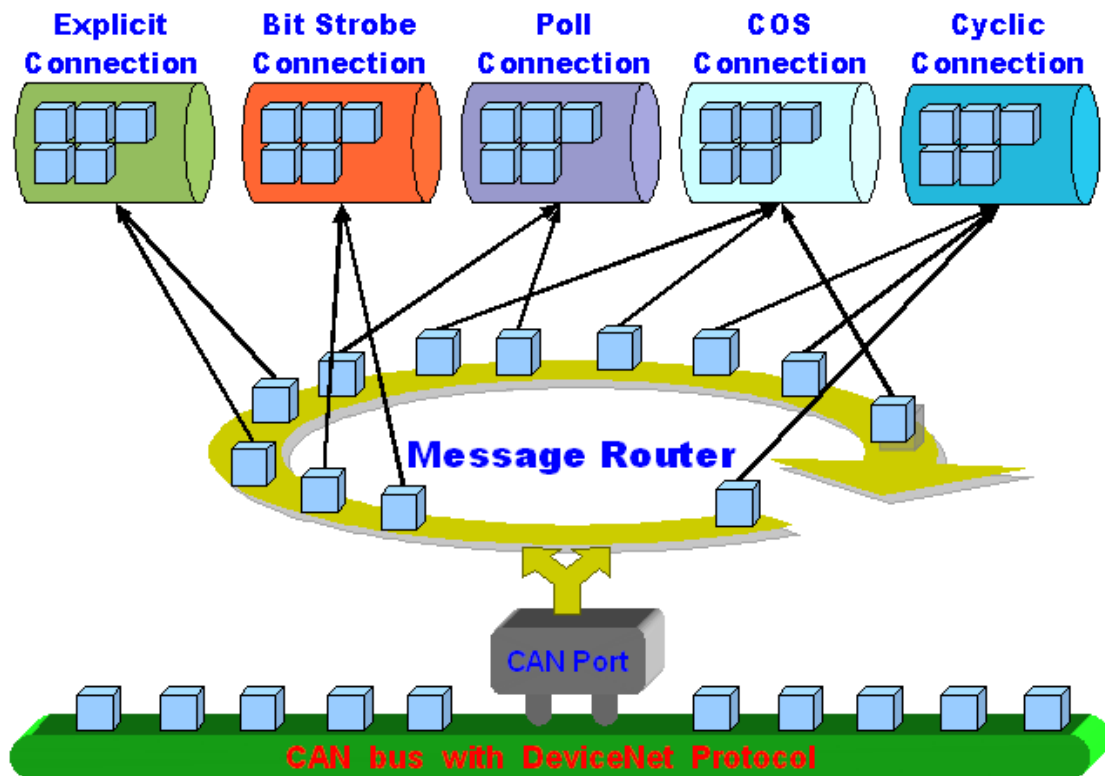 Explicit Connection
Bit Strobe Connection
Poll Connection
COS Connection
Cyclic Connection
Message Router
CAN Port
CAN bus with DeviceNet Protocol